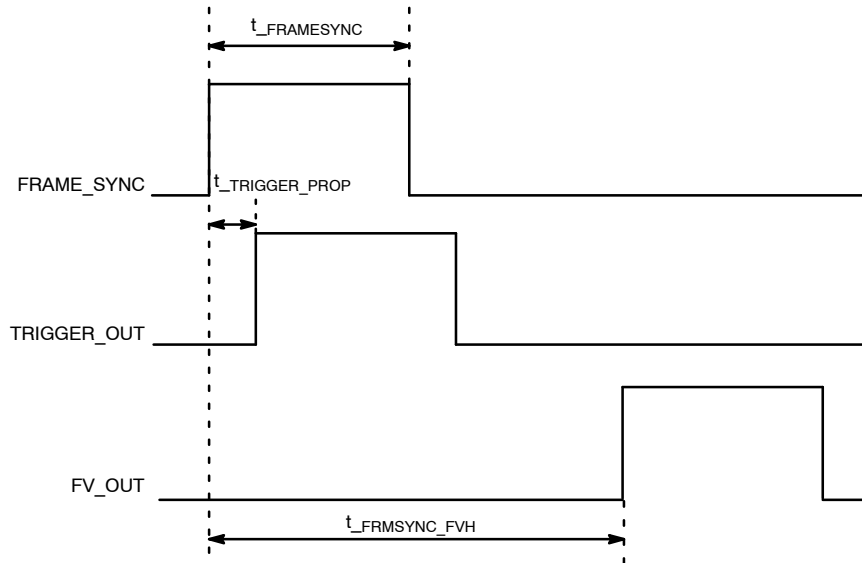 t_FRAMESYNC
FRAME_SYNC
t_TRIGGER_PROP
TRIGGER_OUT
FV_OUT
t_FRMSYNC_FVH